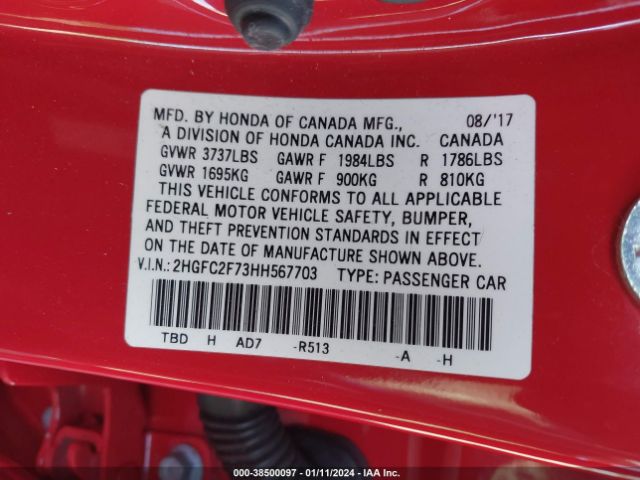 MFD. BY HONDA OF CANADA MFG., 08/'17
A DIVISION OF HONDA CANADA INC. CANADA
GVWR 3737LBS GAWR F 1984LBS R 1786LBS
GVWR 1695KG GAWR F 900KG R 810KG
THIS VEHICLE CONFORMS TO ALL APPLICABLE
FEDERAL MOTOR VEHICLE SAFETY, BUMPER,
AND THEFT PREVENTION STANDARDS IN EFFECT
ON THE DATE OF MANUFACTURE SHOWN ABOVE.
V.I.N.: 2HGFC2F73HH567703 TYPE: PASSENGER CAR
TBD H AD7 -R513 -A -H
000-38500097 - 01/11/2024 - IAA Inc.